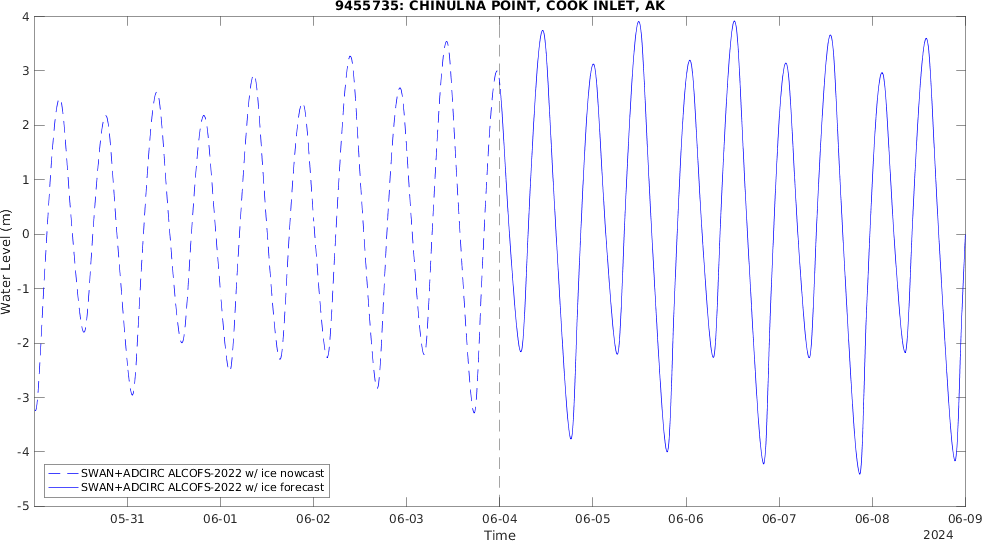 9455735: CHINULNA POINT, COOK INLET, AK
4
3
2
1
0
-1
-2
-3
-4
-5
Water Level (m)
SWAN+ADCIRC ALCOFS-2022 w/ ice nowcast
SWAN+ADCIRC ALCOFS-2022 w/ ice forecast
05-31 06-01 06-02 06-03 06-04 06-05 06-06 06-07 06-08 06-09
Time
2024